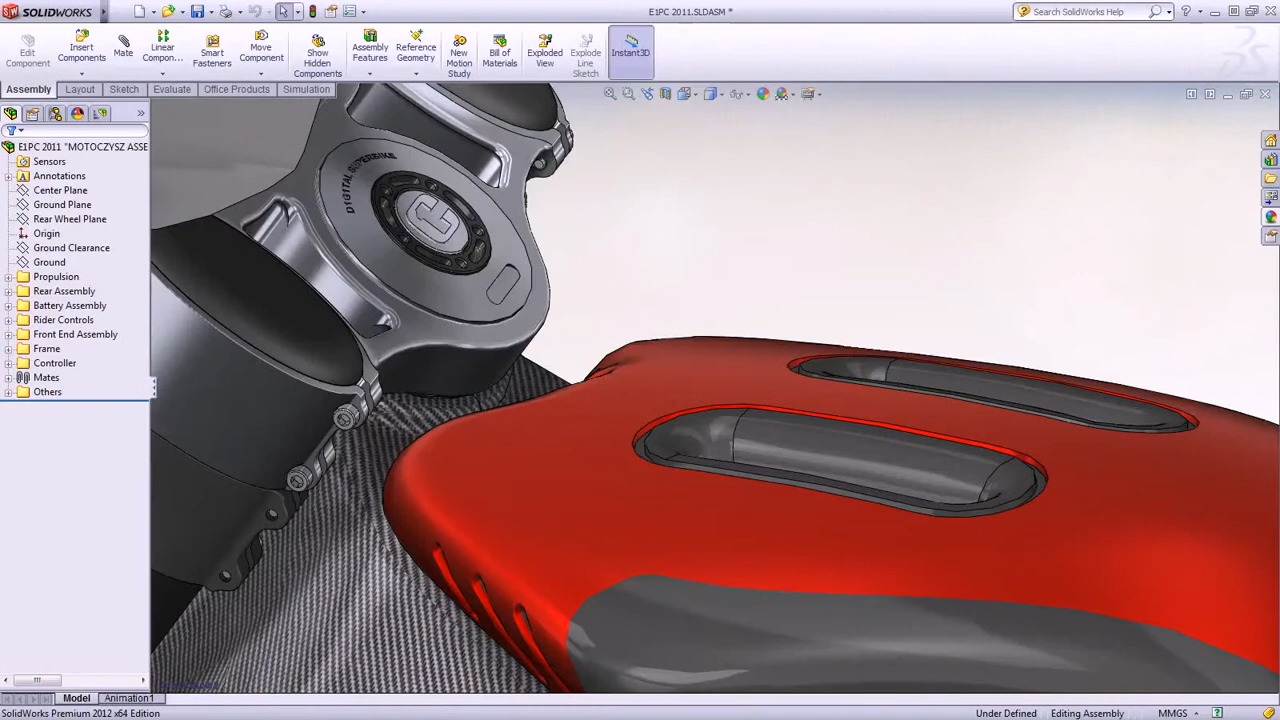 SOLIDWORKS
E1PC 2011.SLDASM *
Search SolidWorks Help
Edit
Component
Insert
Components
Mate
Linear
Compon...
Smart
Fasteners
Move
Component
Show
Hidden
Components
Assembly
Features
Reference
Geometry
New
Motion
Study
Bill of
Materials
Exploded
View
Explode
Line
Sketch
Instant3D
Assembly
Layout
Sketch
Evaluate
Office Products
Simulation
E1PC 2011 "MOTOCZYSZ ASSE
Sensors
Annotations
Center Plane
Ground Plane
Rear Wheel Plane
Origin
Ground Clearance
Ground
Propulsion
Rear Assembly
Battery Assembly
Rider Controls
Front End Assembly
Frame
Controller
Mates
Others
D1G1TAL SUPERBIKE
Model
Animation1
SolidWorks Premium 2012 x64 Edition
Under Defined
Editing Assembly
MMGS